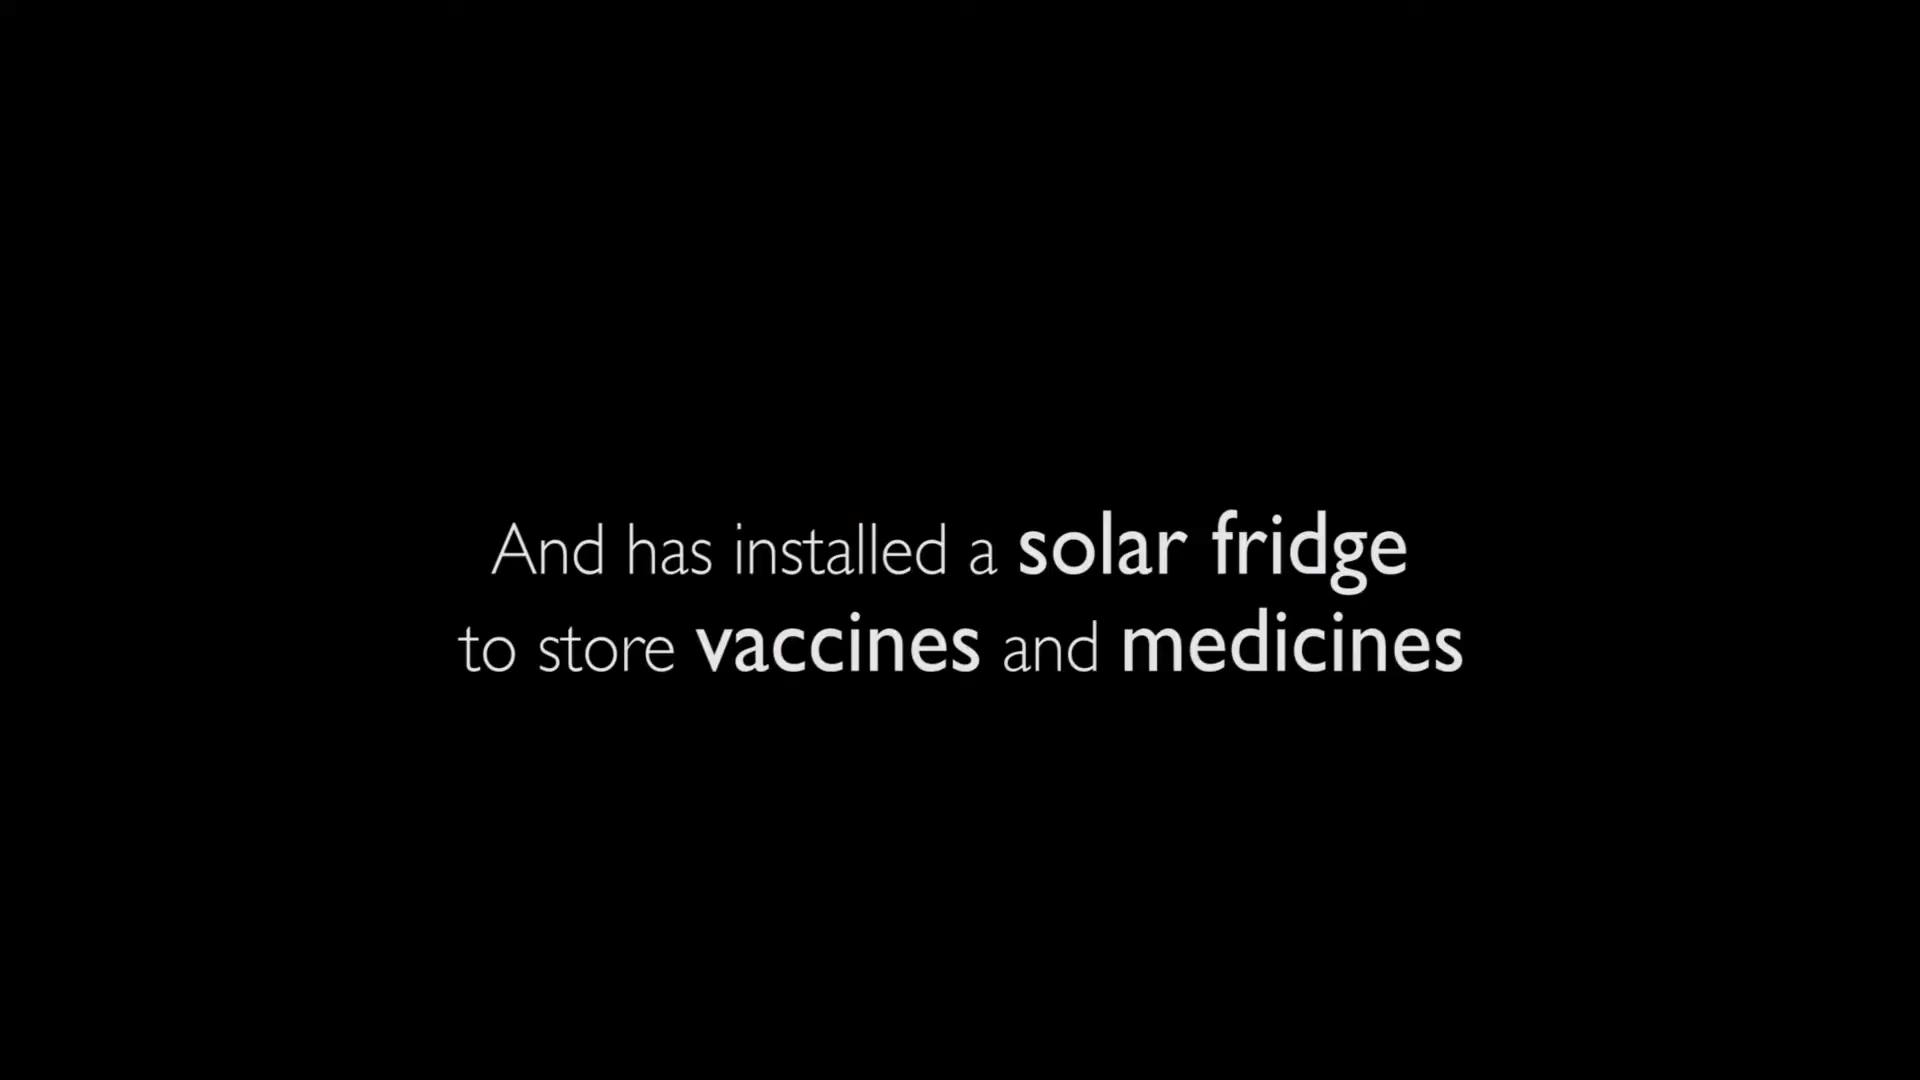 And has installed a solar fridge
to store vaccines and medicines